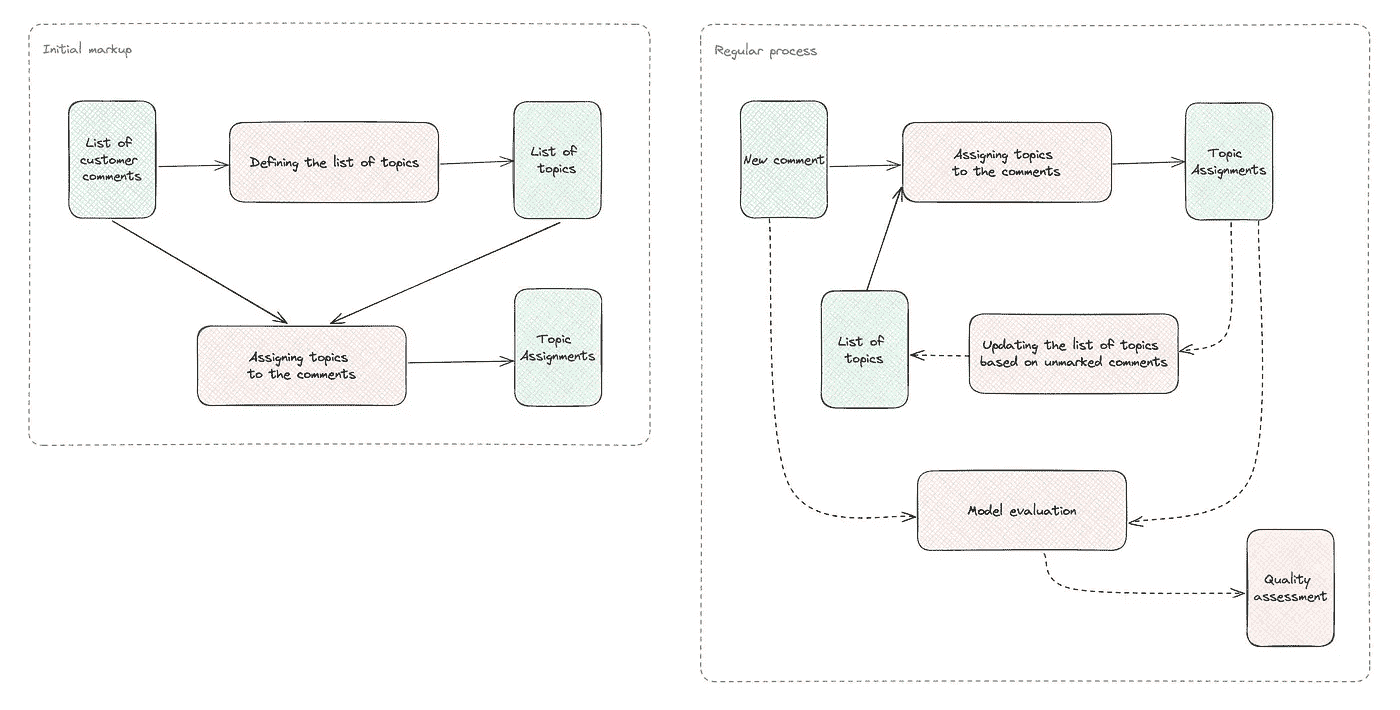 Initial markup
List of
customer
comments
Defining the list of topics
List of
topics
Assigning topics
to the comments
Topic
Assignments
Regular process
New comment
Assigning topics
to the comments
Topic
Assignments
List of
topics
Updating the list of topics
based on unmarked comments
Model evaluation
Quality
assessment